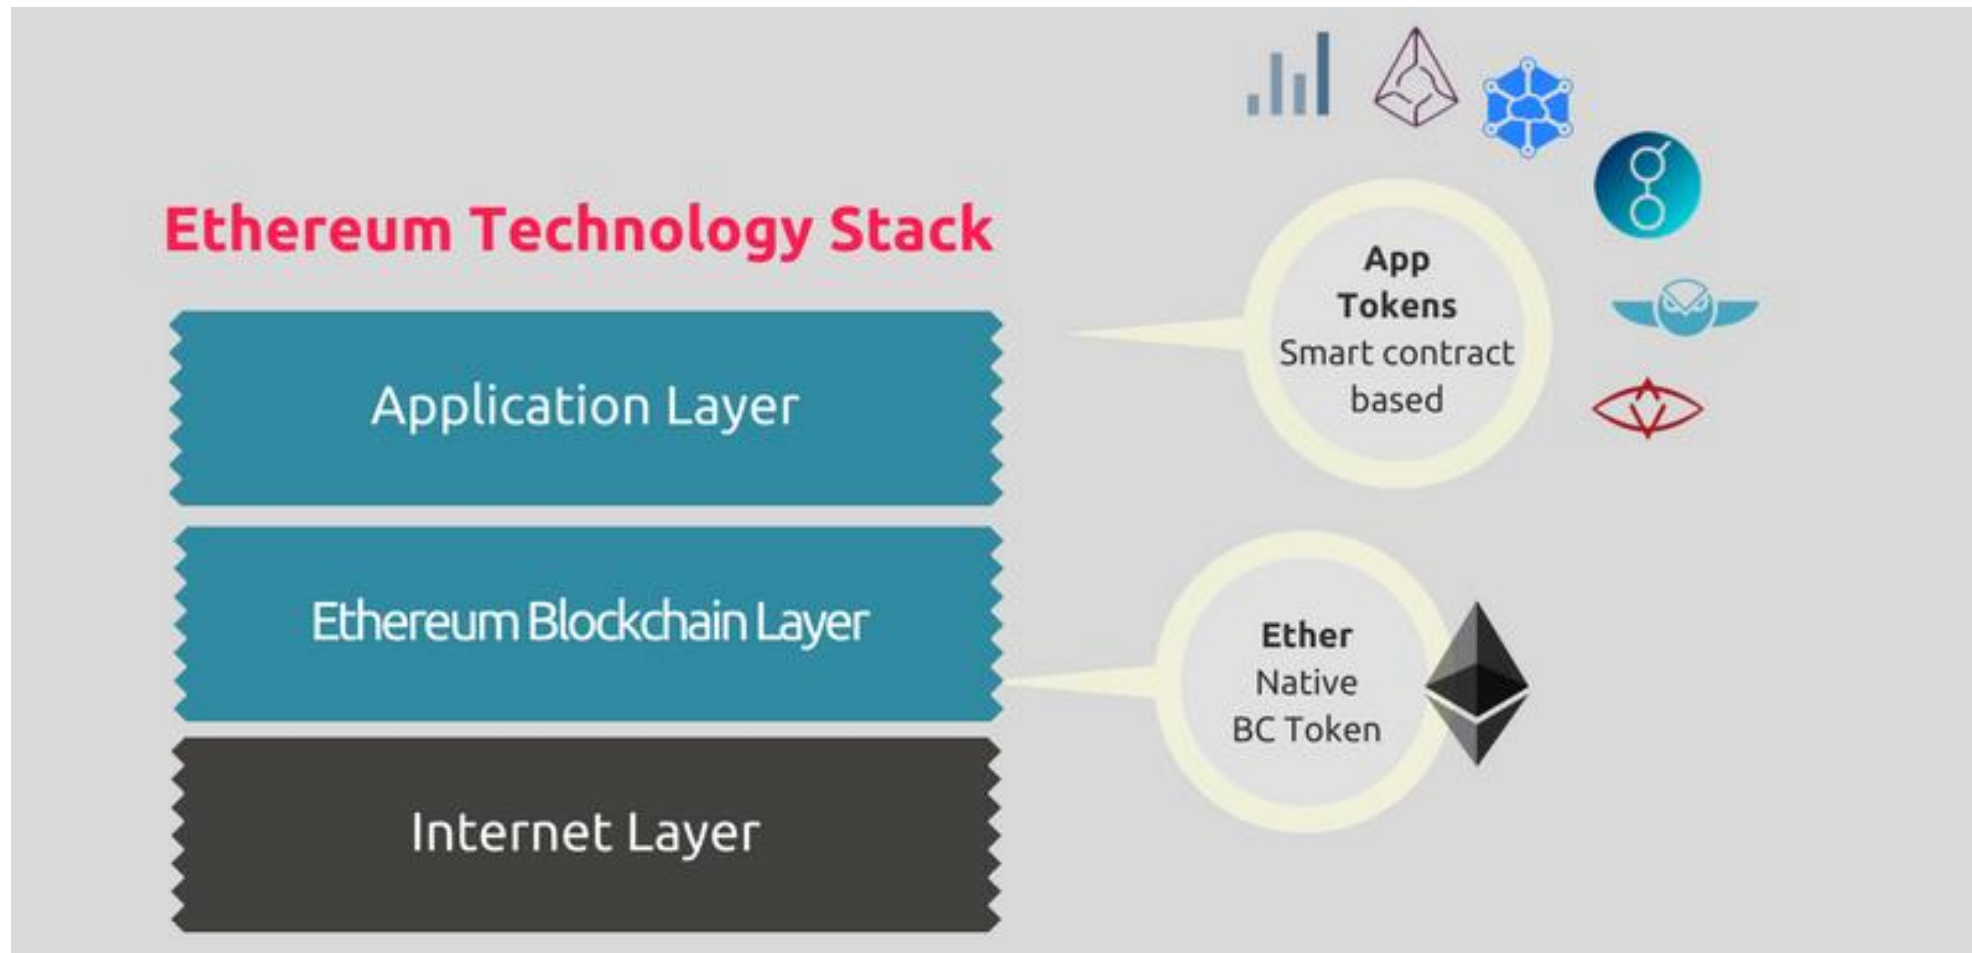 Ethereum Technology Stack
Application Layer
Ethereum Blockchain Layer
Internet Layer
App
Tokens
Smart contract
based
Ether
Native
BC Token